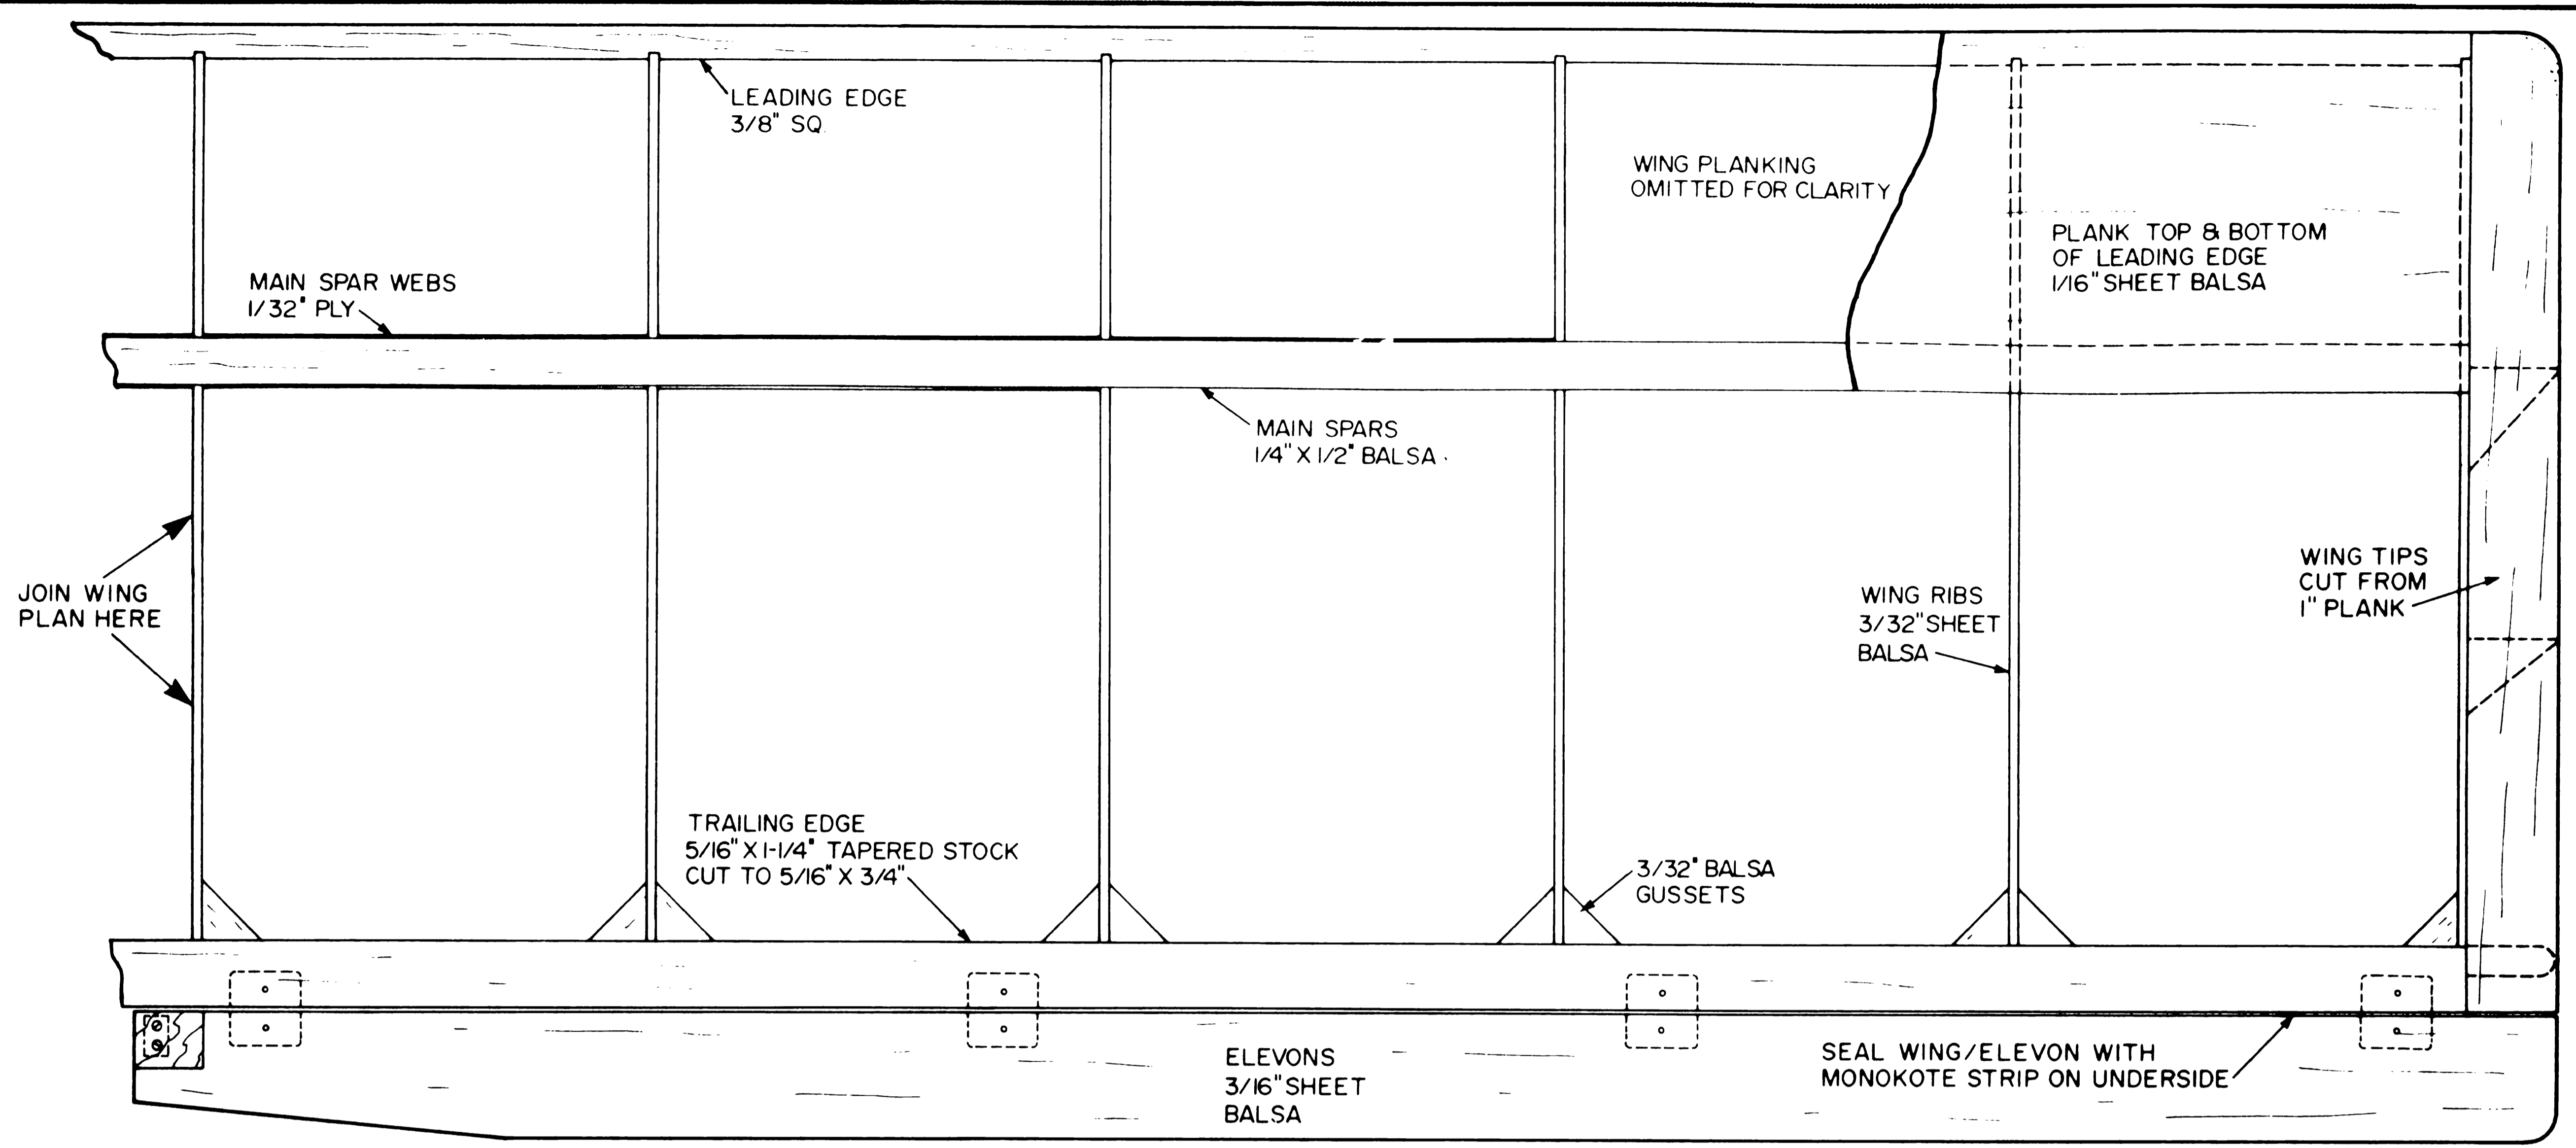 LEADING EDGE
3/8" SQ.
WING PLANKING
OMITTED FOR CLARITY
PLANK TOP & BOTTOM
OF LEADING EDGE
1/16" SHEET BALSA
MAIN SPAR WEBS
1/32" PLY
MAIN SPARS
1/4" X 1/2" BALSA
JOIN WING
PLAN HERE
WING TIPS
CUT FROM
1" PLANK
WING RIBS
3/32" SHEET
BALSA
TRAILING EDGE
5/16" X 1-1/4" TAPERED STOCK
CUT TO 5/16" X 3/4"
3/32" BALSA
GUSSETS
ELEVONS
3/16" SHEET
BALSA
SEAL WING/ELEVON WITH
MONOKOTE STRIP ON UNDERSIDE